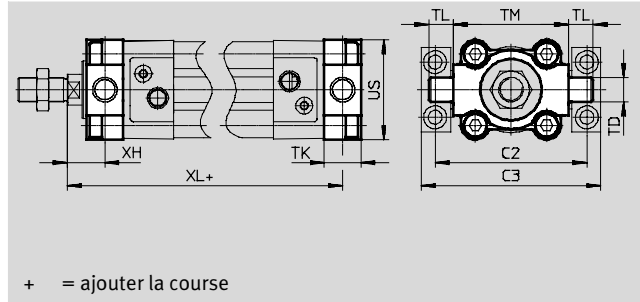 TL TM TL
US
TD
XH TK C2
XL+ C3
+ = ajouter la course